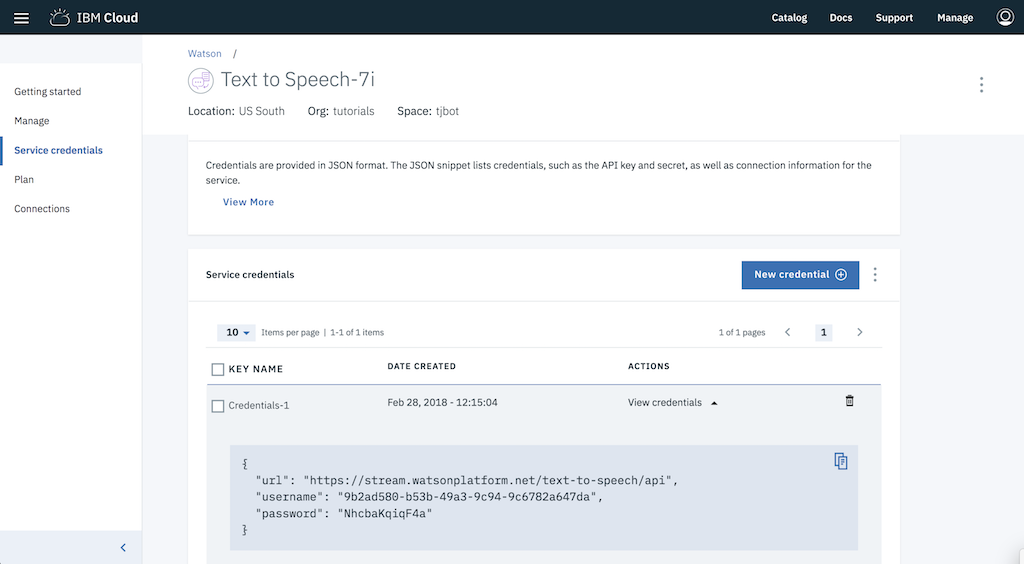 IBM Cloud
Catalog Docs Support Manage
Getting started
Manage
Service credentials
Plan
Connections
Watson /
Text to Speech-7i
Location: US South Org: tutorials Space: tjbot
Credentials are provided in JSON format. The JSON snippet lists credentials, such as the API key and secret, as well as connection information for the
service.
View More
Service credentials
New credential
10 Items per page | 1-1 of 1 items
1 of 1 pages 1
KEY NAME DATE CREATED ACTIONS
Credentials-1 Feb 28, 2018 - 12:15:04 View credentials
{
"url": "https://stream.watsonplatform.net/text-to-speech/api",
"username": "9b2ad580-b53b-49a3-9c94-9c6782a647da",
"password": "NhcbaKqiqF4a"
}